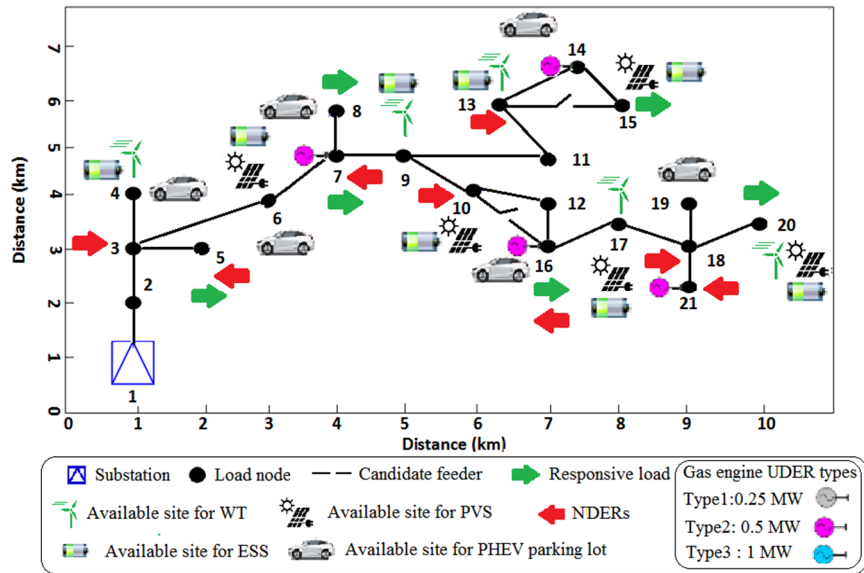 7
6
5
4
3
2
1
0
Distance (km)
14
13
15
8
7
9
11
4
6
10
12
19
20
3
5
16
17
18
2
21
1
0 1 2 3 4 5 6 7 8 9 10
Distance (km)
Substation Load node Candidate feeder Responsive load
Available site for WT Available site for PVS NDERs
Available site for ESS Available site for PHEV parking lot
Gas engine UDER types
Type1:0.25 MW
Type2: 0.5 MW
Type3 : 1 MW